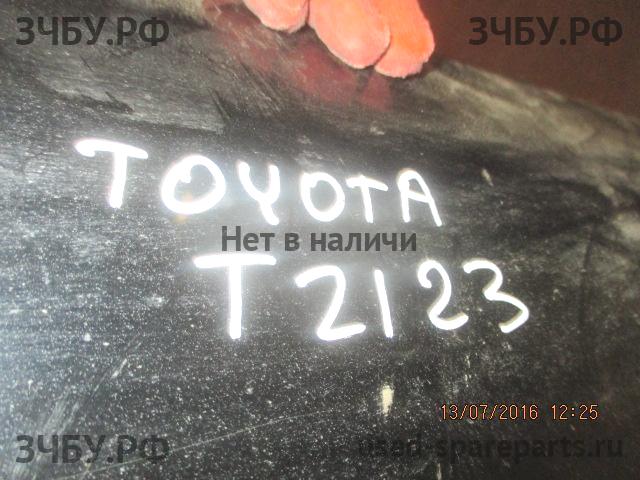 ЗЧБУ.РФ ЗЧБУ.РФ
TOYOTA
Нет в наличи
T2123
13/07/2016 12:25
ЗЧБУ.РФ used-spareparts.ru